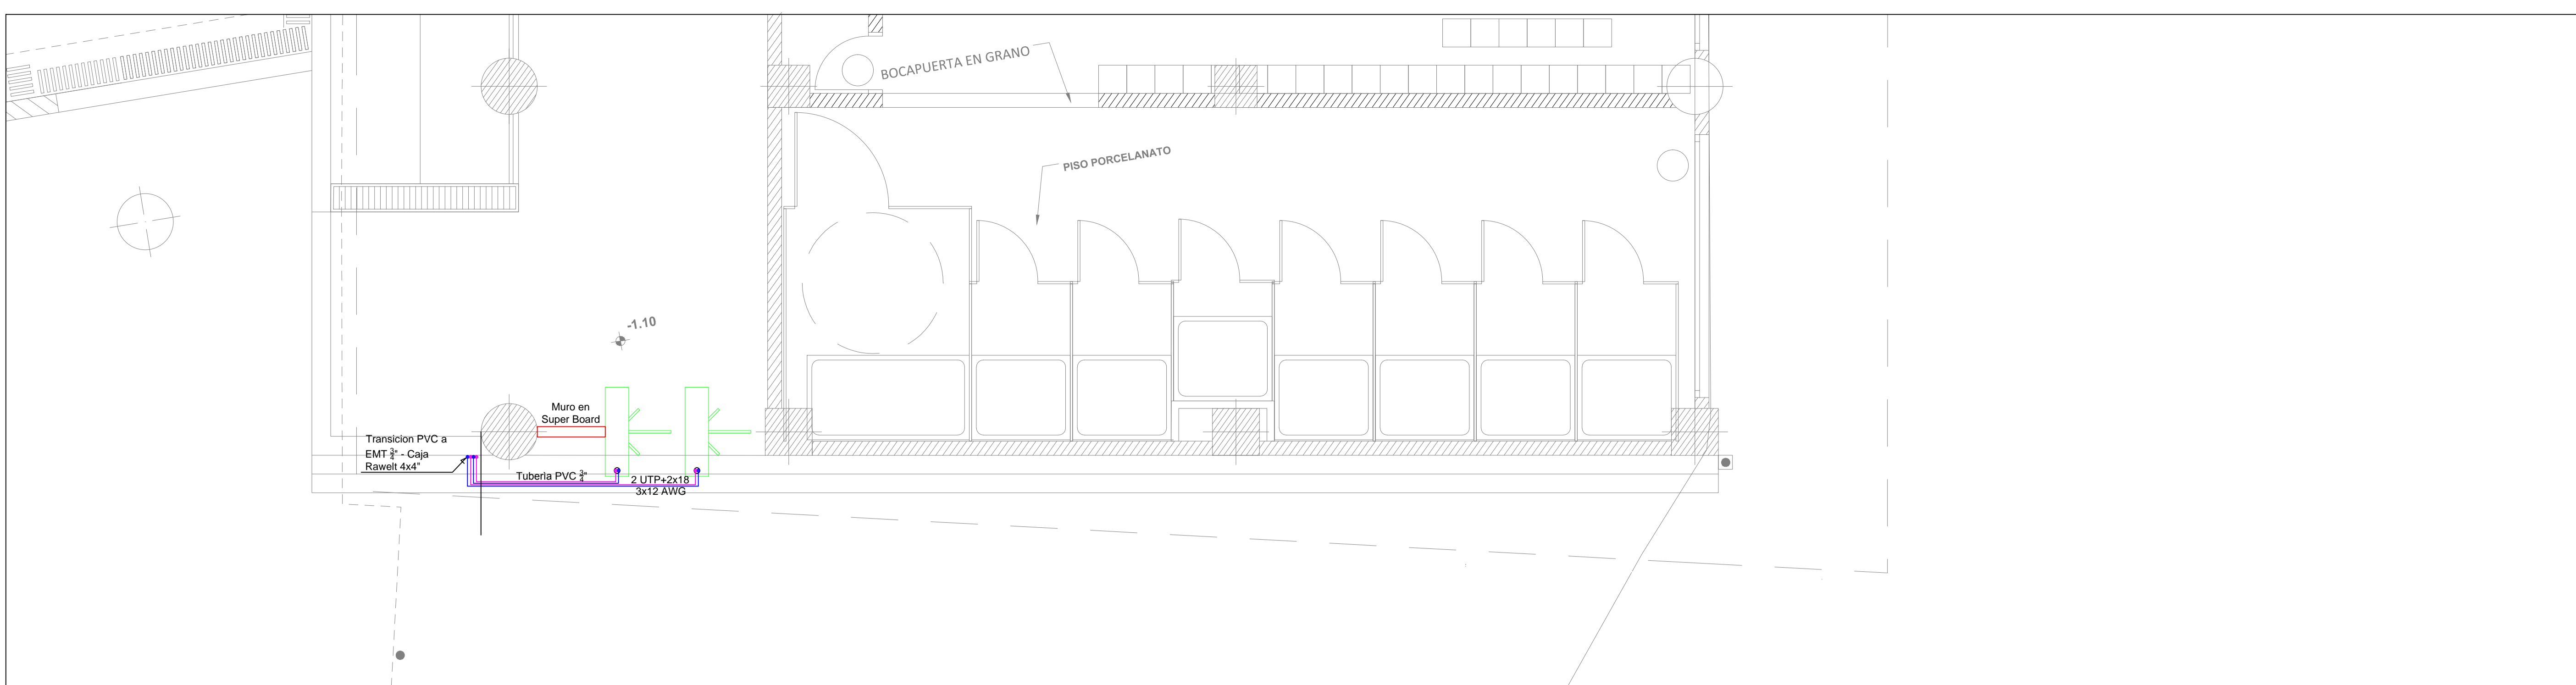 BOCAPUERTA EN GRANO
PISO PORCELANATO
-1.10
Muro en
Super Board
Transicion PVC a
EMT 3/4" - Caja
Rawelt 4x4"
Tuberìa PVC 3/4"
2 UTP+2x18
3x12 AWG